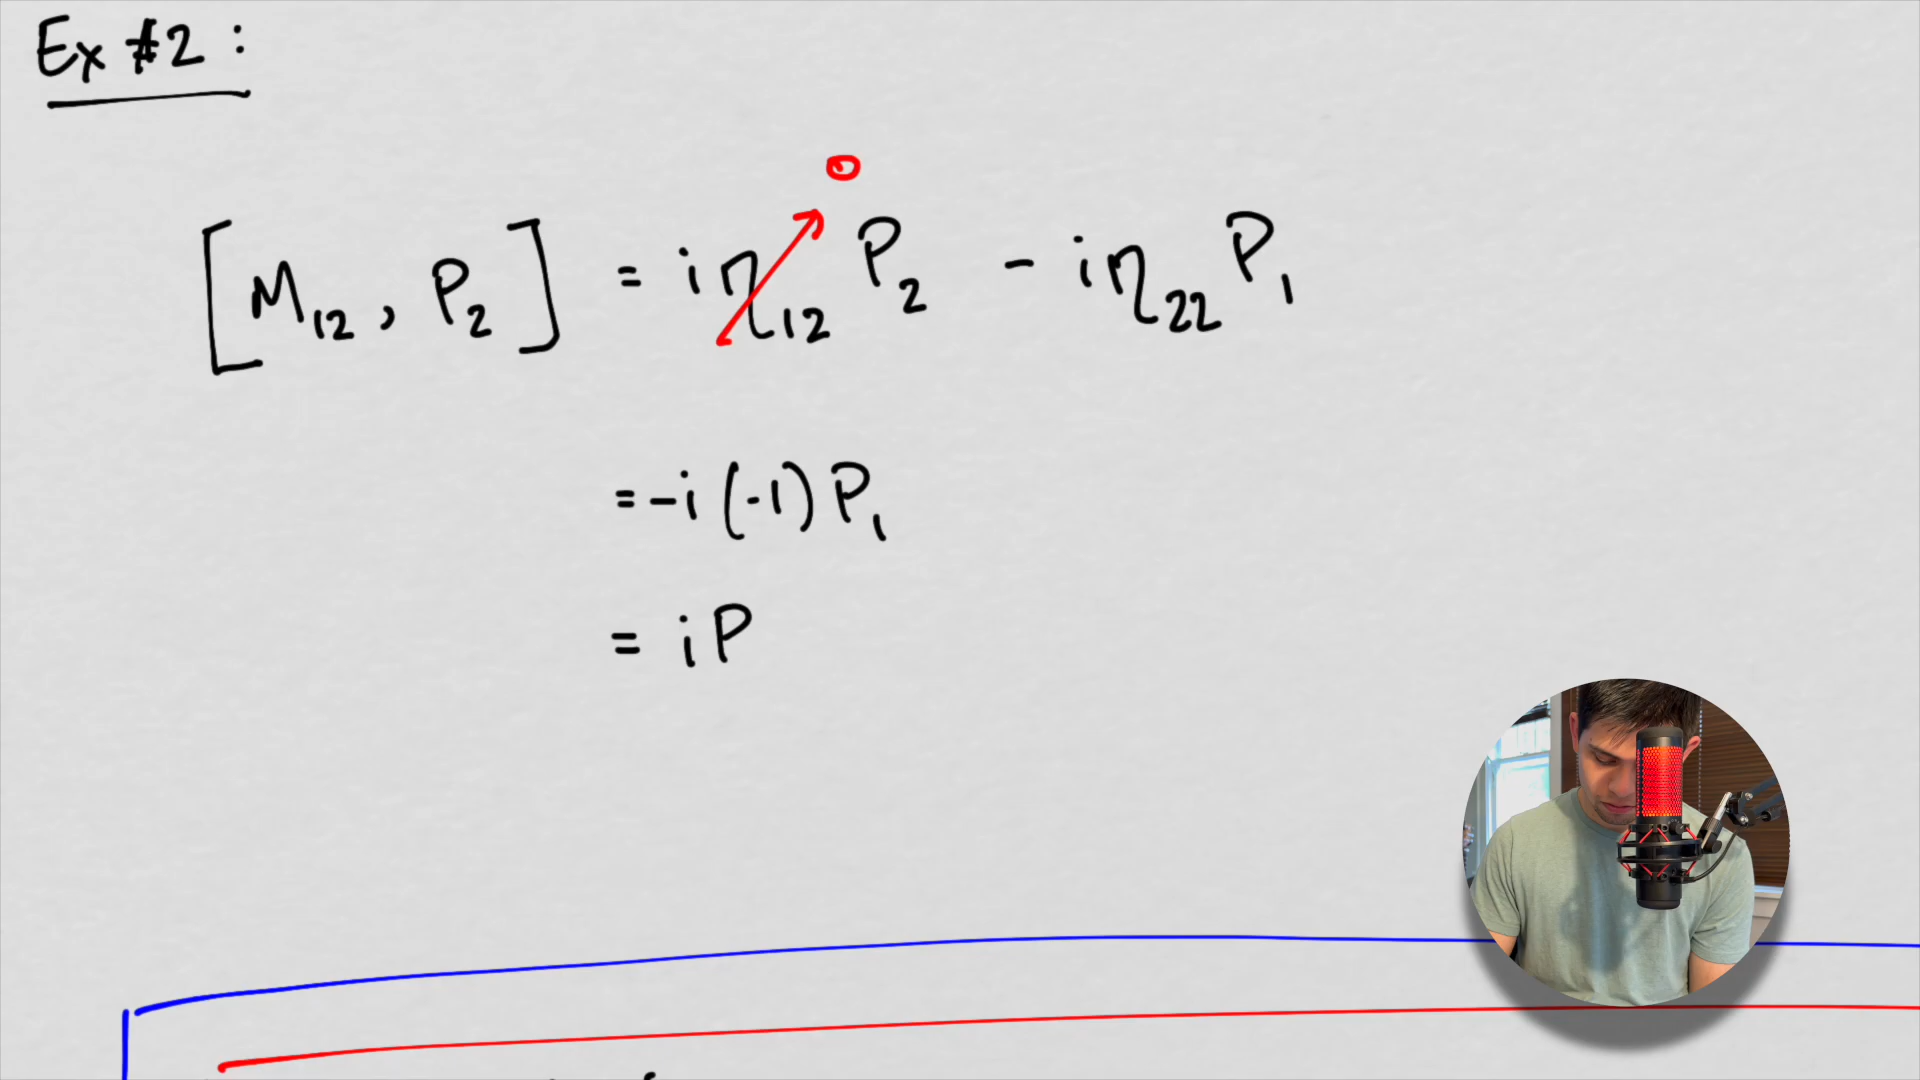 Ex #2 :
[M₁₂, P₂] = iη₁₂ P₂ - iη₂₂ P₁
0
= -i (-1) P₁
= i P